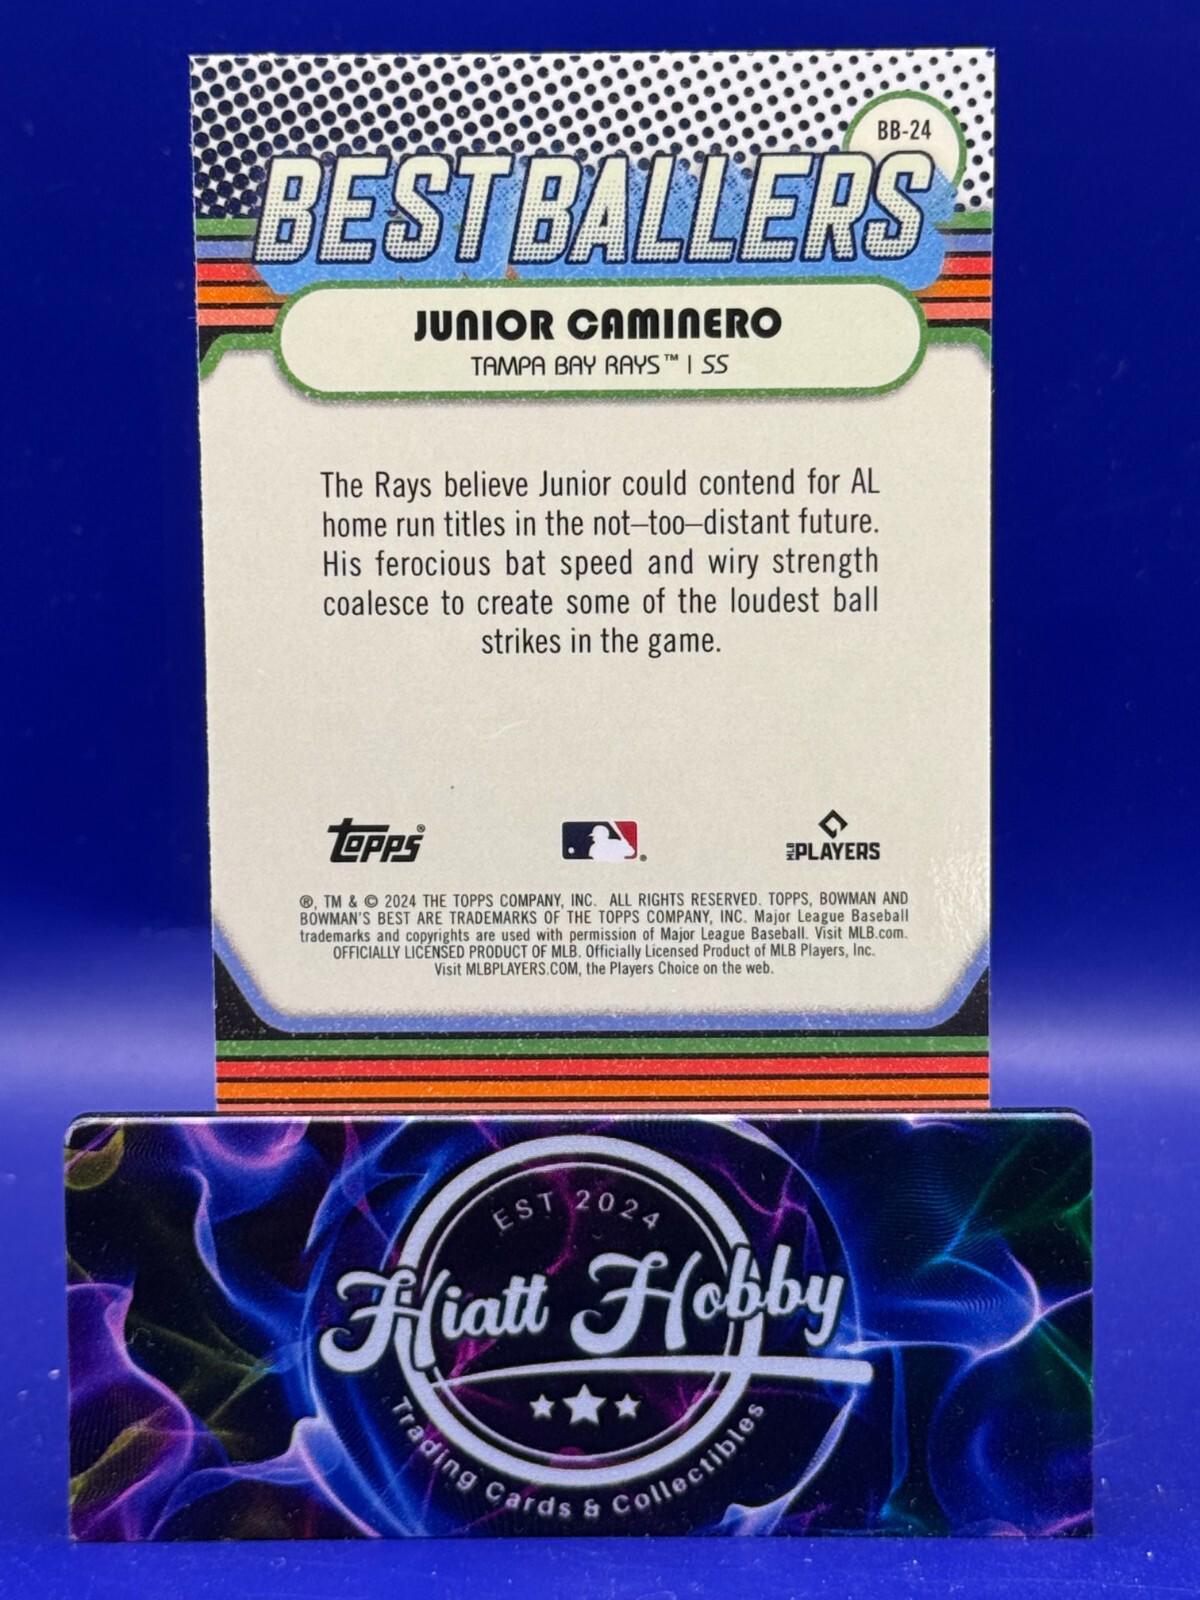 BB-24
BEST BALLERS
JUNIOR CAMINERO
TAMPA BAY RAYS™ | SS
The Rays believe Junior could contend for AL
home run titles in the not–too–distant future.
His ferocious bat speed and wiry strength
coalesce to create some of the loudest ball
strikes in the game.
topps®
MLB PLAYERS
®, TM & © 2024 THE TOPPS COMPANY, INC. ALL RIGHTS RESERVED. TOPPS, BOWMAN AND
BOWMAN'S BEST ARE TRADEMARKS OF THE TOPPS COMPANY, INC. Major League Baseball
trademarks and copyrights are used with permission of Major League Baseball. Visit MLB.com.
OFFICIALLY LICENSED PRODUCT OF MLB. Officially Licensed Product of MLB Players, Inc.
Visit MLBPLAYERS.COM, the Players Choice on the web.
EST 2024
Hiatt Hobby
Trading Cards & Collectibles